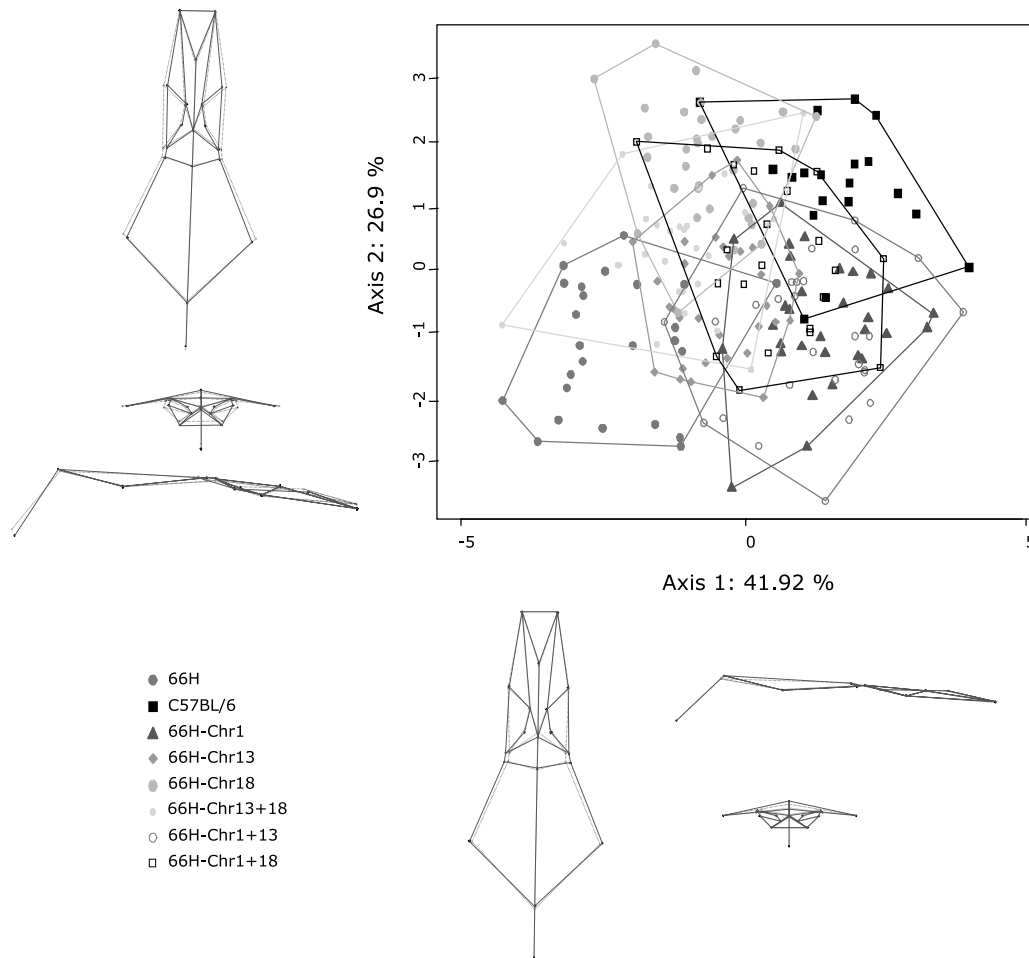 3
2
1
0
-1
-2
-3
Axis 2: 26.9 %
-5
0
5
Axis 1: 41.92 %
66H
C57BL/6
66H-Chr1
66H-Chr13
66H-Chr18
66H-Chr13+18
66H-Chr1+13
66H-Chr1+18